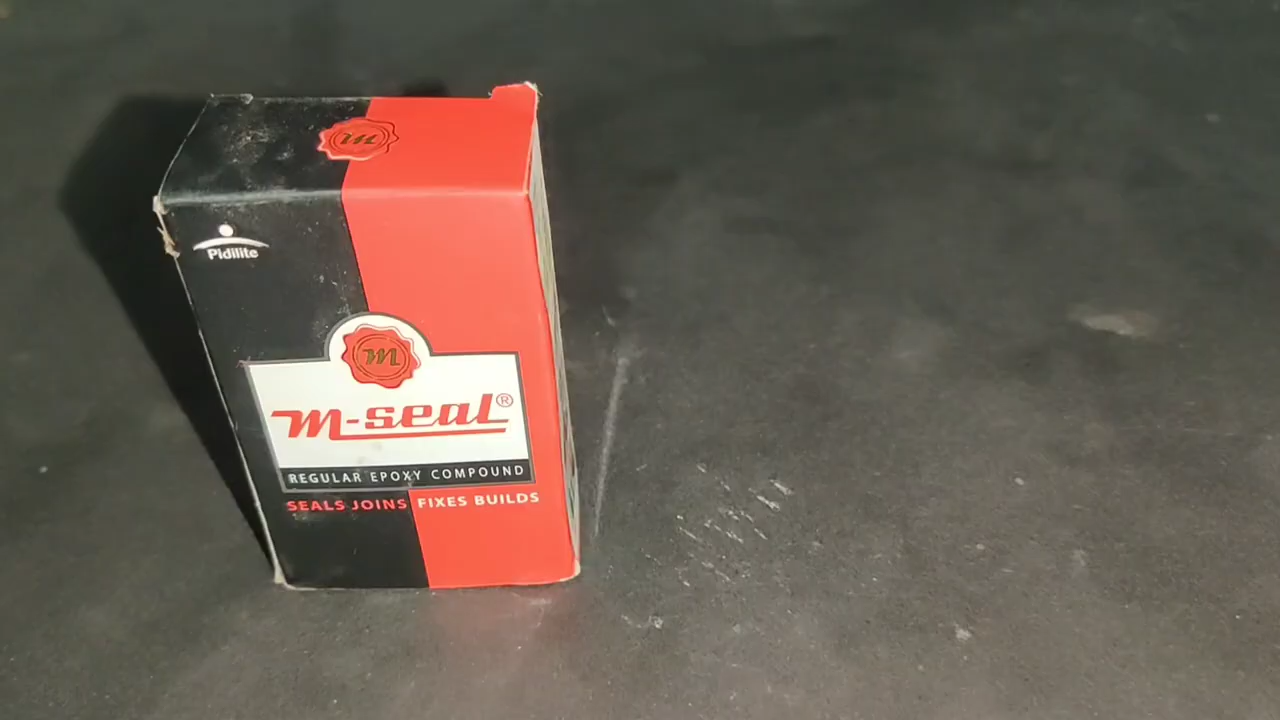 m
Pidilite
m
m-seal®
REGULAR EPOXY COMPOUND
SEALS JOINS FIXES BUILDS